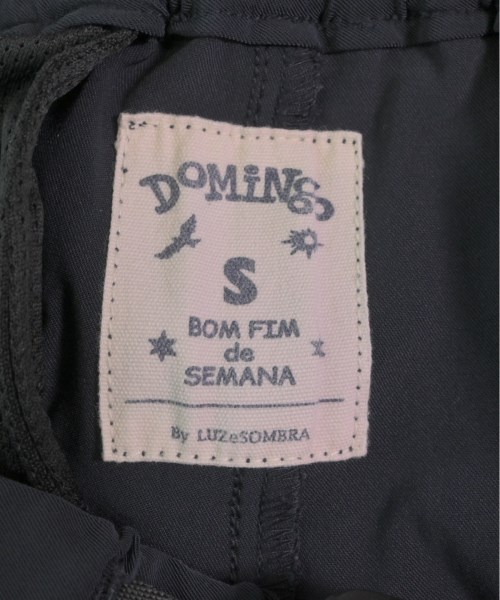 DOMiNGo
S
BOM FIM
de
SEMANA
By LUZeSOMBRA